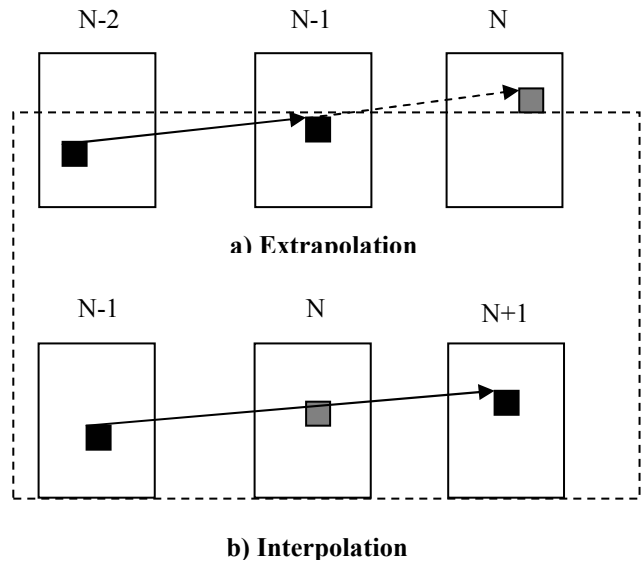 N-2 N-1 N
a) Extrapolation
N-1 N N+1
b) Interpolation